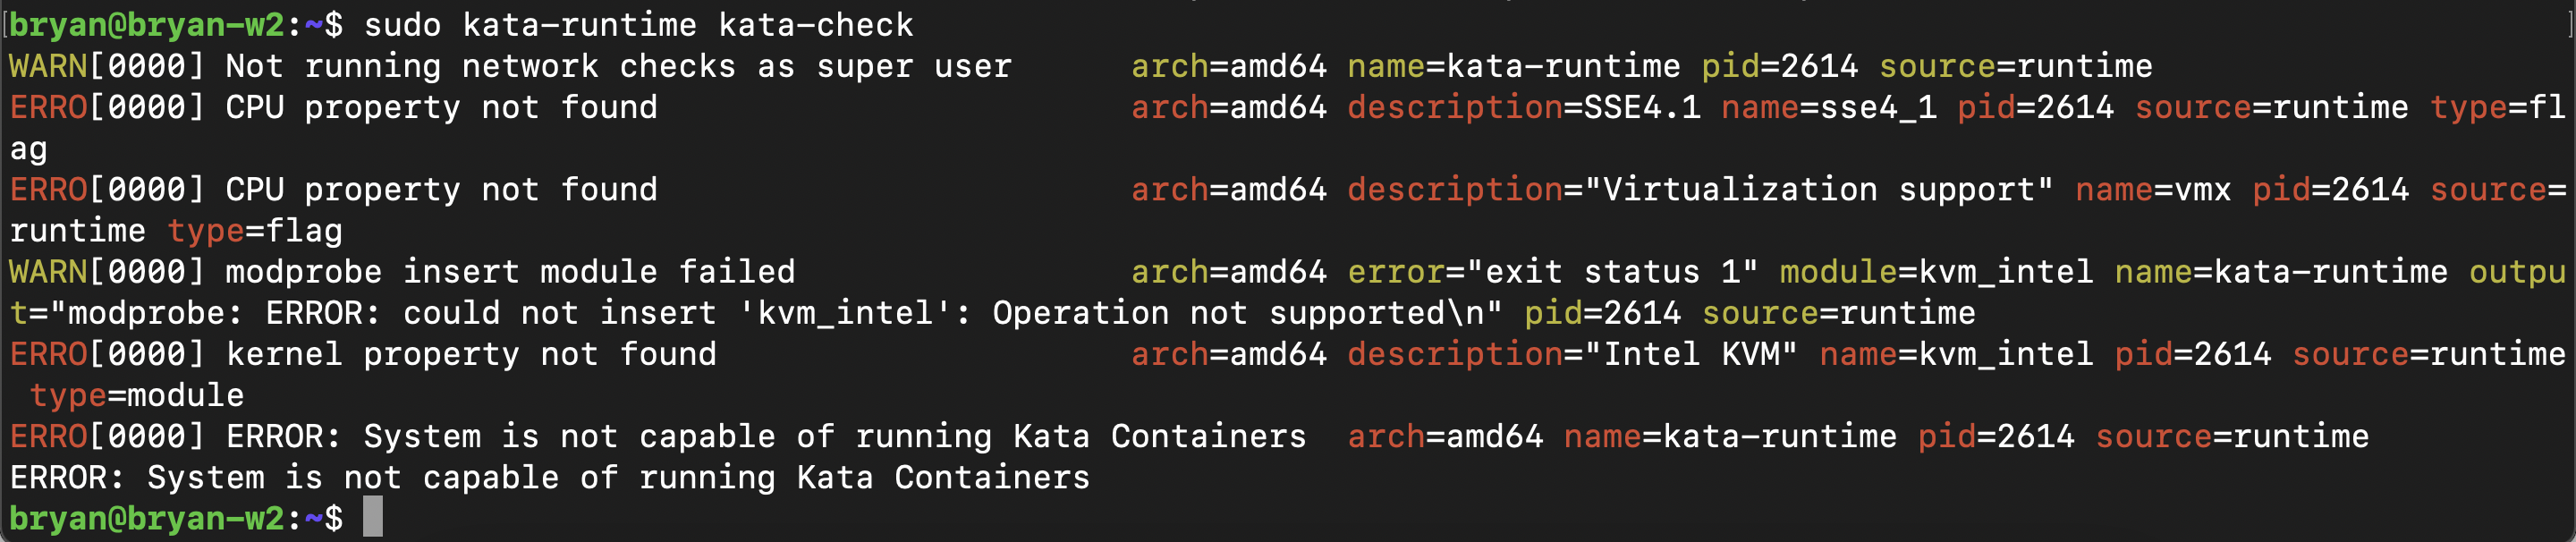 [bryan@bryan-w2:~$ sudo kata-runtime kata-check ]
WARN[0000] Not running network checks as super user      arch=amd64 name=kata-runtime pid=2614 source=runtime
ERRO[0000] CPU property not found                        arch=amd64 description=SSE4.1 name=sse4_1 pid=2614 source=runtime type=fl
ag
ERRO[0000] CPU property not found                        arch=amd64 description="Virtualization support" name=vmx pid=2614 source=
runtime type=flag
WARN[0000] modprobe insert module failed                 arch=amd64 error="exit status 1" module=kvm_intel name=kata-runtime outpu
t="modprobe: ERROR: could not insert 'kvm_intel': Operation not supported\n" pid=2614 source=runtime
ERRO[0000] kernel property not found                     arch=amd64 description="Intel KVM" name=kvm_intel pid=2614 source=runtime
 type=module
ERRO[0000] ERROR: System is not capable of running Kata Containers  arch=amd64 name=kata-runtime pid=2614 source=runtime
ERROR: System is not capable of running Kata Containers
bryan@bryan-w2:~$